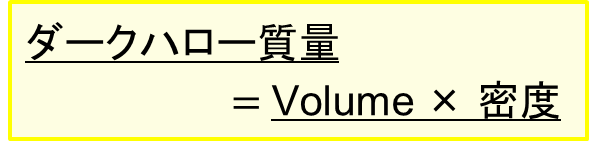 ダークハロー質量
= Volume × 密度